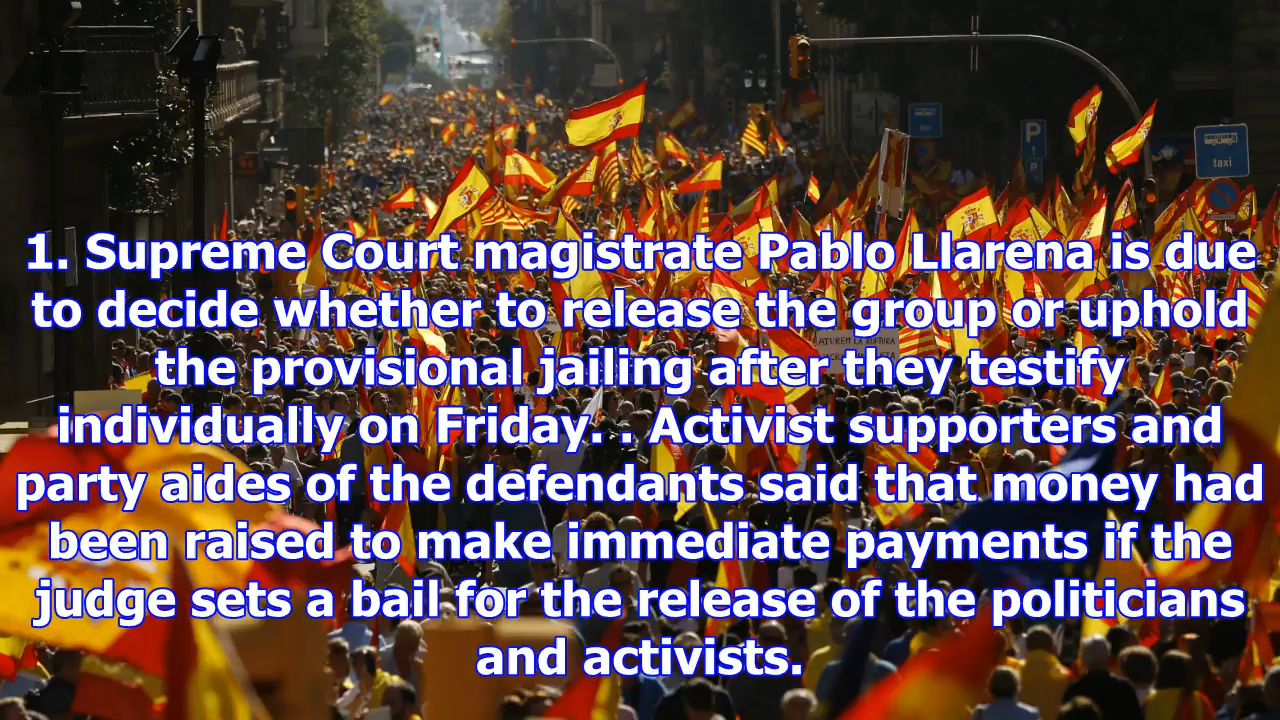 taxi
P
P
taxi
1. Supreme Court magistrate Pablo Llarena is due
to decide whether to release the group or uphold
the provisional jailing after they testify
individually on Friday. . Activist supporters and
party aides of the defendants said that money had
been raised to make immediate payments if the
judge sets a bail for the release of the politicians
and activists.